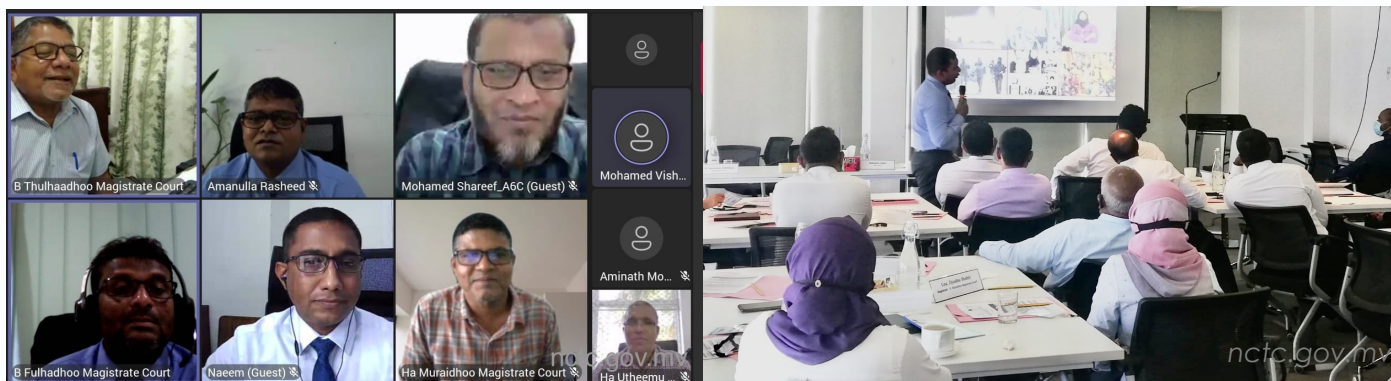 B Thulhaadhoo Magistrate Court
Amanulla Rasheed
Mohamed Shareef_A6C (Guest)
Mohamed Vish...
Aminath Mo...
B Fulhadhoo Magistrate Court
Naeem (Guest)
Ha Muraidhoo Magistrate Court
Ha Utheemu ...
nctc.gov.mv
nctc.gov.mv